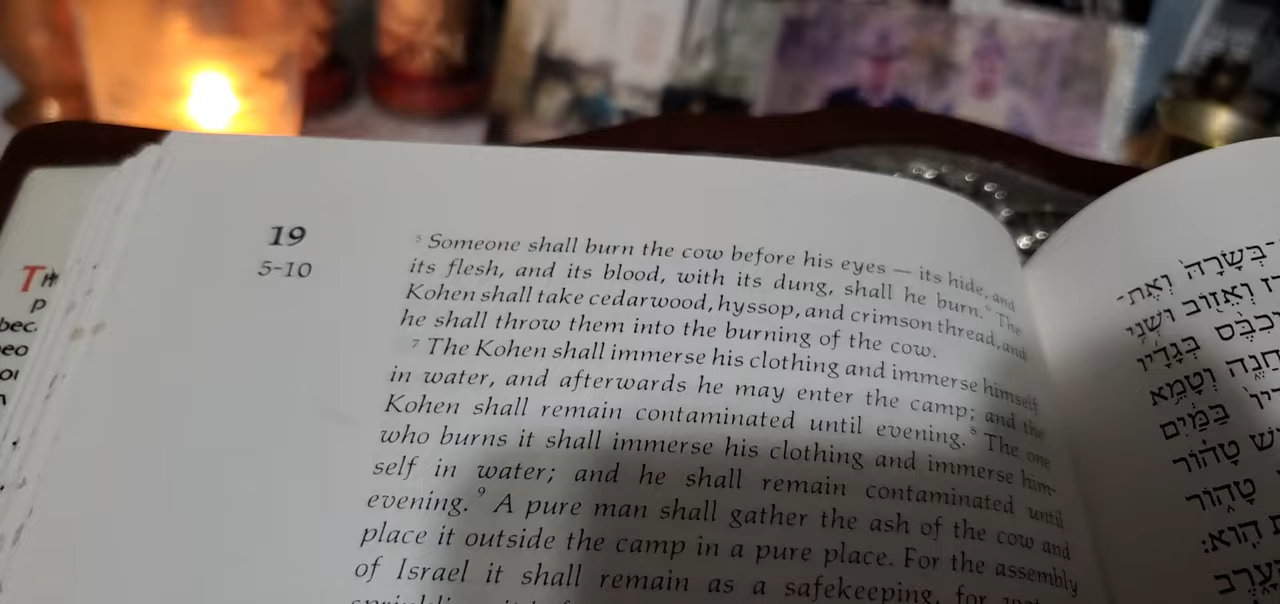 19
5-10
⁵ Someone shall burn the cow before his eyes — its hide, and
its flesh, and its blood, with its dung, shall he burn. ⁶ The
Kohen shall take cedarwood, hyssop, and crimson thread, and
he shall throw them into the burning of the cow.
⁷ The Kohen shall immerse his clothing and immerse himself
in water, and afterwards he may enter the camp; and the
Kohen shall remain contaminated until evening. ⁸ The one
who burns it shall immerse his clothing and immerse him-
self in water; and he shall remain contaminated until
evening. ⁹ A pure man shall gather the ash of the cow and
place it outside the camp in a pure place. For the assembly
of Israel it shall remain as a safekeeping, for
בְּשָׂרָהּ וְאֶת־
וְאֵזוֹב וּשְׁנִי
בְּגָדָיו
וְטָמֵא
בַּמַּיִם
טָהוֹר
טָהוֹר
הִוא׃